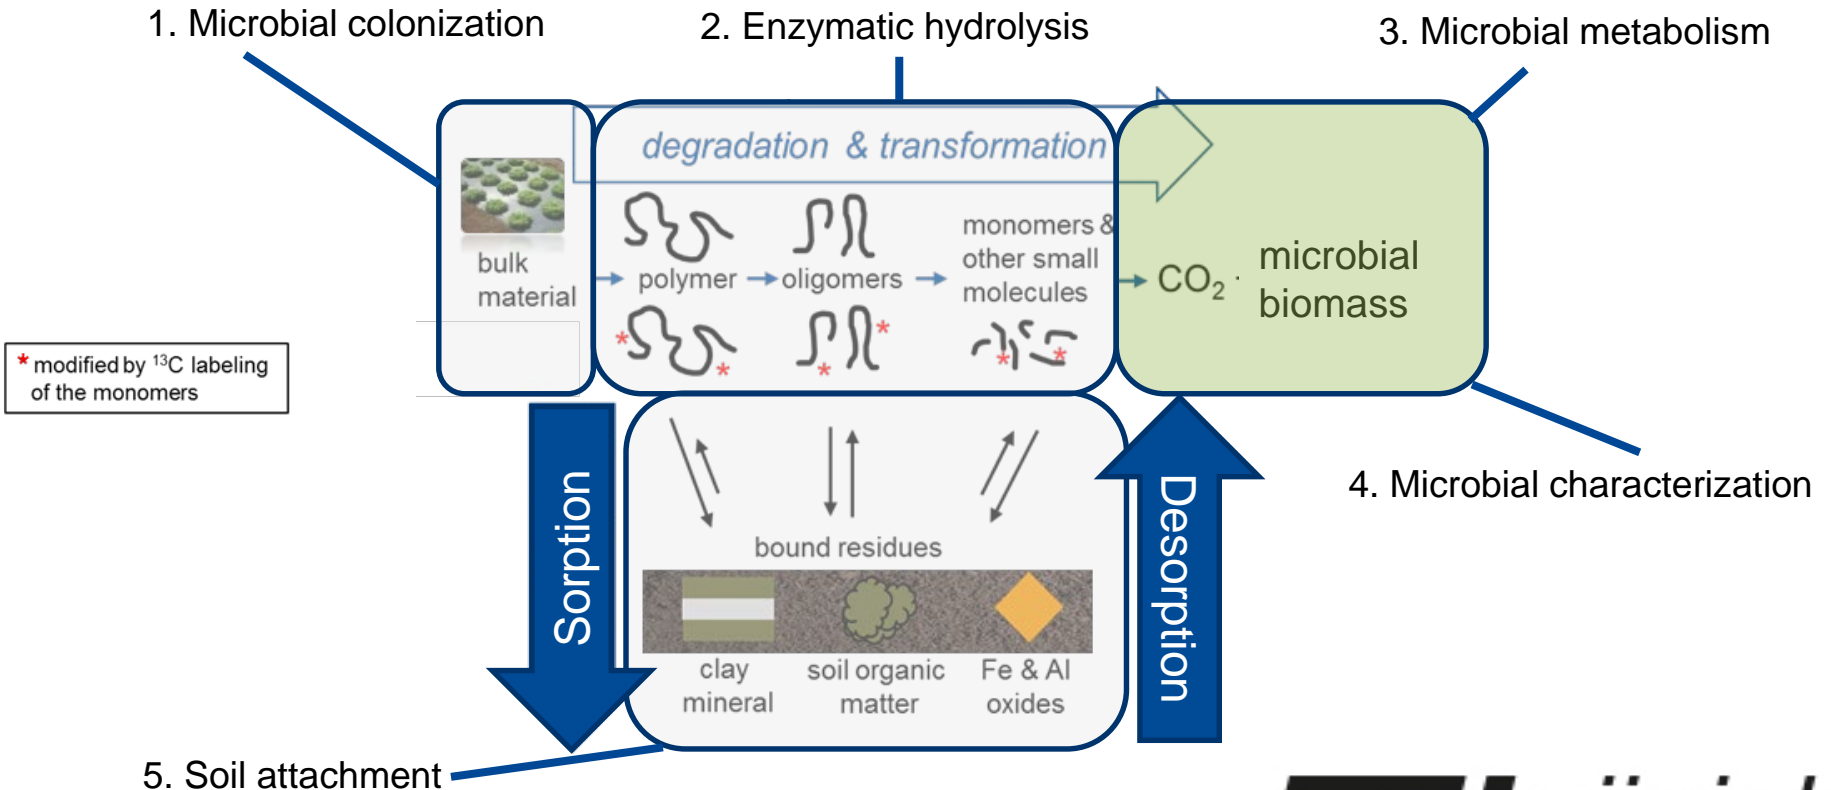 1. Microbial colonization
2. Enzymatic hydrolysis
3. Microbial metabolism
degradation & transformation
bulk
material
polymer
oligomers
monomers &
other small
molecules
CO₂
microbial
biomass
* modified by ¹³C labeling
of the monomers
*
*
*
*
*
*
Sorption
Desorption
4. Microbial characterization
bound residues
clay
mineral
soil organic
matter
Fe & Al
oxides
5. Soil attachment